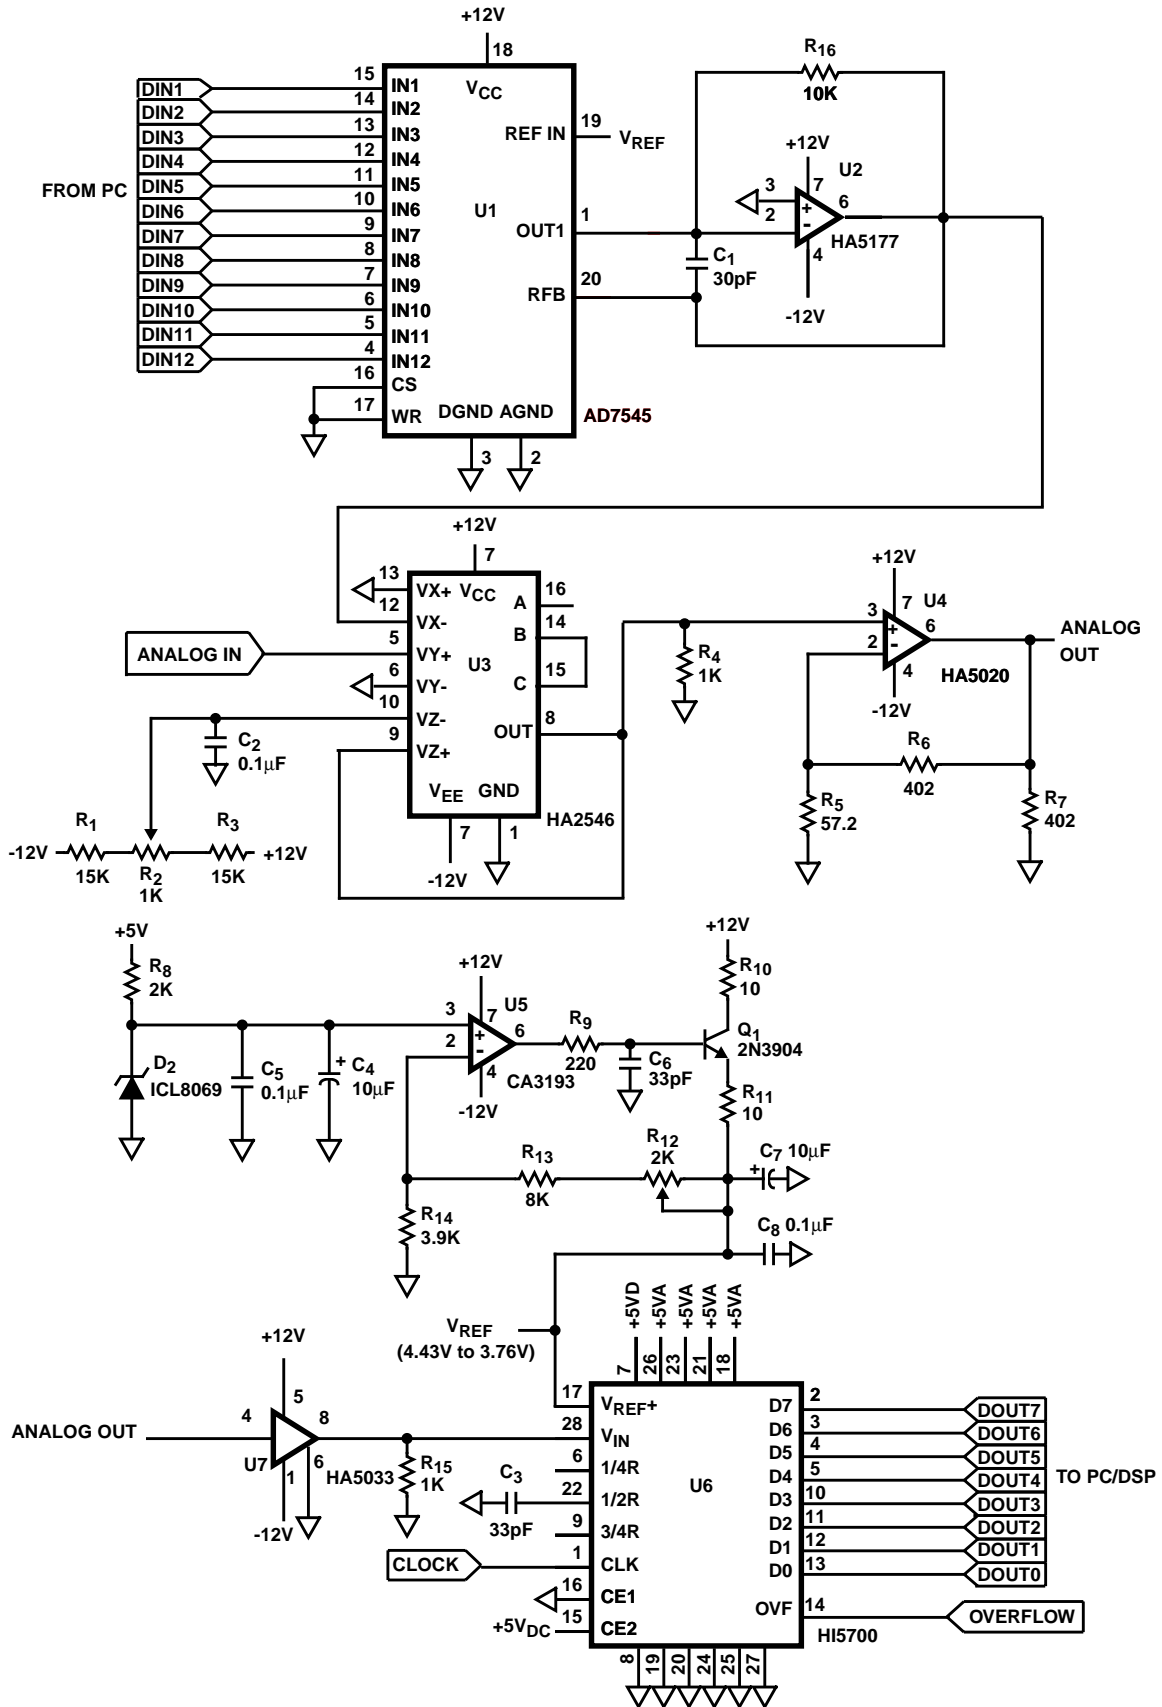 +12V
18
VCC
FROM PC
DIN1
15
IN1
DIN2
14
IN2
DIN3
13
IN3
DIN4
12
IN4
DIN5
11
IN5
DIN6
10
IN6
DIN7
9
IN7
DIN8
8
IN8
DIN9
7
IN9
DIN10
6
IN10
DIN11
5
IN11
DIN12
4
IN12
16
CS
17
WR
U1
REF IN
19
VREF
OUT1
1
RFB
20
DGND
AGND
3
2
AD7545
R16
10K
C1
30pF
+12V
U2
7
3
2
+
-
6
4
HA5177
-12V
+12V
7
VCC
13
VX+
12
VX-
ANALOG IN
5
VY+
6
VY-
10
VZ-
9
VZ+
U3
A
16
B
14
C
15
OUT
8
VEE
GND
7
1
-12V
HA2546
C2
0.1μF
-12V
R1
15K
R2
1K
R3
15K
+12V
R4
1K
+12V
U4
7
3
2
+
-
6
4
HA5020
-12V
ANALOG
OUT
R6
402
R5
57.2
R7
402
+5V
R8
2K
D2
ICL8069
C5
0.1μF
+
C4
10μF
+12V
U5
7
3
2
+
-
6
4
CA3193
-12V
R9
220
C6
33pF
+12V
R10
10
Q1
2N3904
R11
10
R12
2K
R13
8K
R14
3.9K
C7 10μF
+
C8 0.1μF
VREF
(4.43V to 3.76V)
+5VD
+5VA
+5VA
+5VA
+5VA
7
26
23
21
18
+12V
5
ANALOG OUT
4
8
U7
1
6
HA5033
-12V
R15
1K
C3
33pF
CLOCK
+5VDC
17
VREF+
28
VIN
6
1/4R
22
1/2R
9
3/4R
1
CLK
16
CE1
15
CE2
U6
D7
2
DOUT7
D6
3
DOUT6
D5
4
DOUT5
D4
5
DOUT4
D3
10
DOUT3
D2
11
DOUT2
D1
12
DOUT1
D0
13
DOUT0
TO PC/DSP
OVF
14
OVERFLOW
HI5700
8
19
20
24
25
27